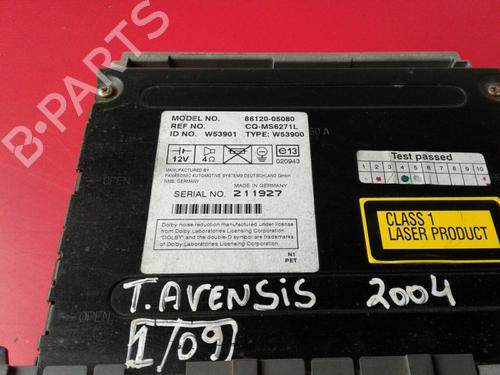 B-PARTS
MODEL NO. 86120-05080
REF NO. CQ-MS6271L
ID NO. W53901 TYPE: W53900
12V 4Ω e13
020943
MANUFACTURED BY
PANASONIC AUTOMOTIVE SYSTEMS DEUTSCHLAND GmbH
NMS, GERMANY
MADE IN GERMANY
SERIAL NO. 211927
Dolby noise reduction manufactured under license
from Dolby Laboratories Licensing Corporation.
"DOLBY" and the double-D symbol are trademarks
of Dolby Laboratories Licensing Corporation.
N1
PET
Test passed
1 2 3 4 5 6 7 8 9 10
CLASS 1
LASER PRODUCT
OPEN
OPEN
T. AVENSIS 2004
1/09